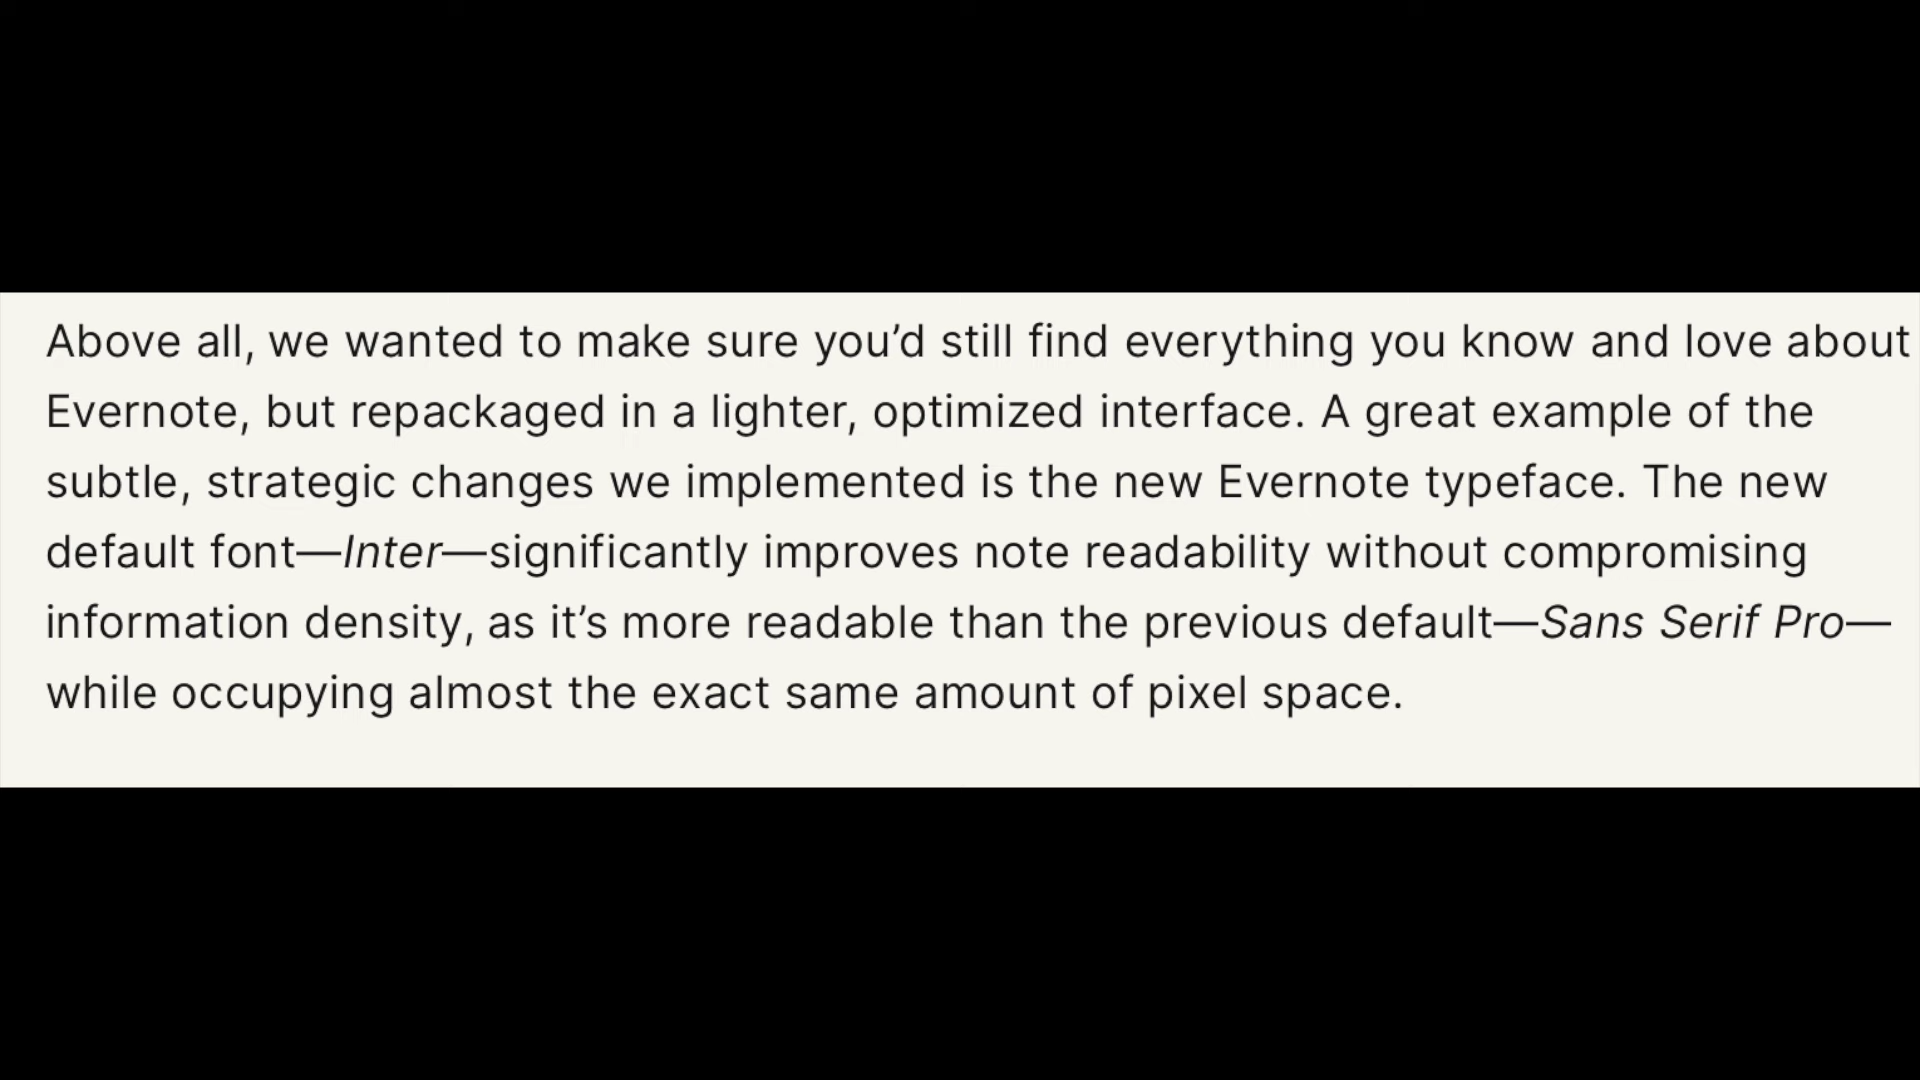 Above all, we wanted to make sure you’d still find everything you know and love about
Evernote, but repackaged in a lighter, optimized interface. A great example of the
subtle, strategic changes we implemented is the new Evernote typeface. The new
default font—Inter—significantly improves note readability without compromising
information density, as it’s more readable than the previous default—Sans Serif Pro—
while occupying almost the exact same amount of pixel space.